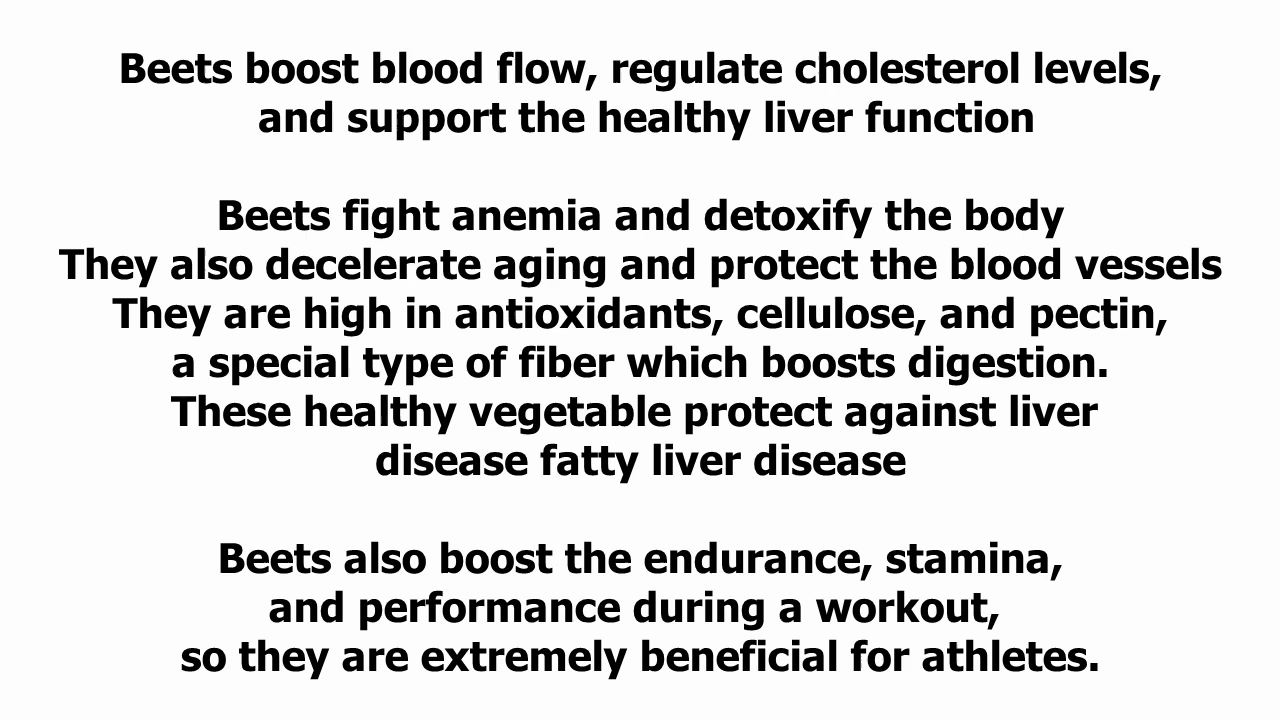 Beets boost blood flow, regulate cholesterol levels,
and support the healthy liver function
Beets fight anemia and detoxify the body
They also decelerate aging and protect the blood vessels
They are high in antioxidants, cellulose, and pectin,
a special type of fiber which boosts digestion.
These healthy vegetable protect against liver
disease fatty liver disease
Beets also boost the endurance, stamina,
and performance during a workout,
so they are extremely beneficial for athletes.